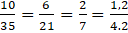 10/35 = 6/21 = 2/7 = 1,2/4.2